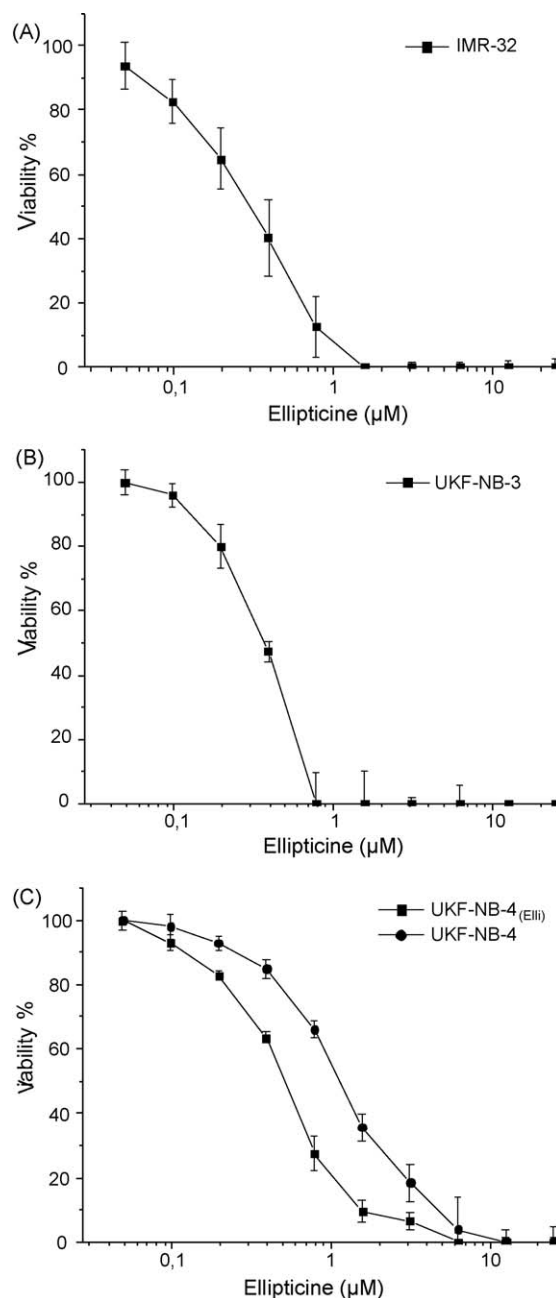 (A)
IMR-32
100
80
60
40
20
0
Viability %
0,1 1 10
Ellipticine (µM)
(B)
UKF-NB-3
100
80
60
40
20
0
Viability %
0,1 1 10
Ellipticine (µM)
(C)
UKF-NB-4(Elli)
UKF-NB-4
100
80
60
40
20
0
Viability %
0,1 1 10
Ellipticine (µM)